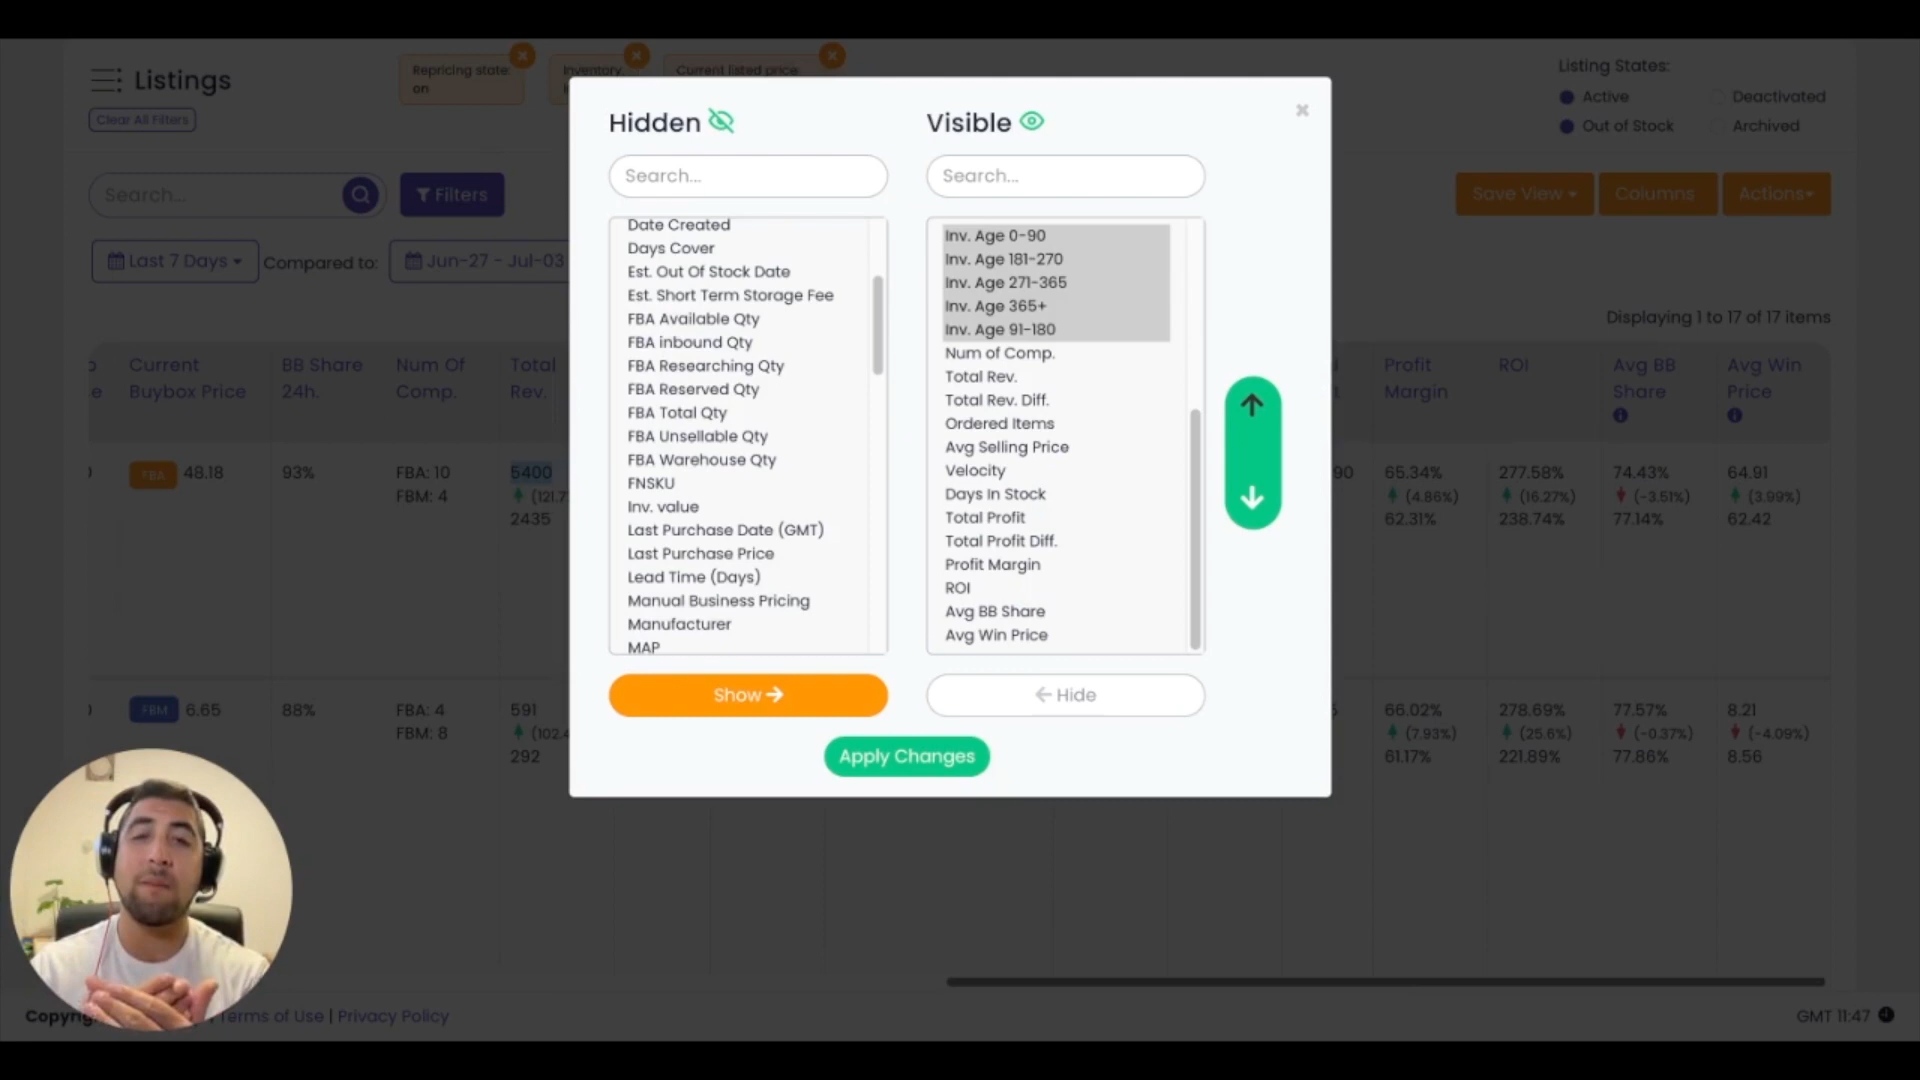 Listings
Clear All Filters
Repricing state:
on
Inventory:
Current listed price:
Listing States:
Active
Deactivated
Out of Stock
Archived
Search...
Filters
Save View
Columns
Actions
Last 7 Days
Compared to:
Jun-27 - Jul-03
Displaying 1 to 17 of 17 items
Hidden
Visible
×
Search...
Search...
Date Created
Days Cover
Est. Out Of Stock Date
Est. Short Term Storage Fee
FBA Available Qty
FBA inbound Qty
FBA Researching Qty
FBA Reserved Qty
FBA Total Qty
FBA Unsellable Qty
FBA Warehouse Qty
FNSKU
Inv. value
Last Purchase Date (GMT)
Last Purchase Price
Lead Time (Days)
Manual Business Pricing
Manufacturer
MAP
Inv. Age 0-90
Inv. Age 181-270
Inv. Age 271-365
Inv. Age 365+
Inv. Age 91-180
Num of Comp.
Total Rev.
Total Rev. Diff.
Ordered Items
Avg Selling Price
Velocity
Days In Stock
Total Profit
Total Profit Diff.
Profit Margin
ROI
Avg BB Share
Avg Win Price
Show →
← Hide
Apply Changes
Current
Buybox Price
BB Share
24h.
Num Of
Comp.
Total
Rev.
Profit
Margin
ROI
Avg BB
Share
Avg Win
Price
FBA 48.18
93%
FBA: 10
FBM: 4
5400
(121.7
2435
90
65.34%
(4.86%)
62.31%
277.58%
(16.27%)
238.74%
74.43%
(-3.51%)
77.14%
64.91
(3.99%)
62.42
FBM 6.65
88%
FBA: 4
FBM: 8
591
(102.4
292
66.02%
(7.93%)
61.17%
278.69%
(25.6%)
221.89%
77.57%
(-0.37%)
77.86%
8.21
(-4.09%)
8.56
Terms of Use | Privacy Policy
GMT 11:47